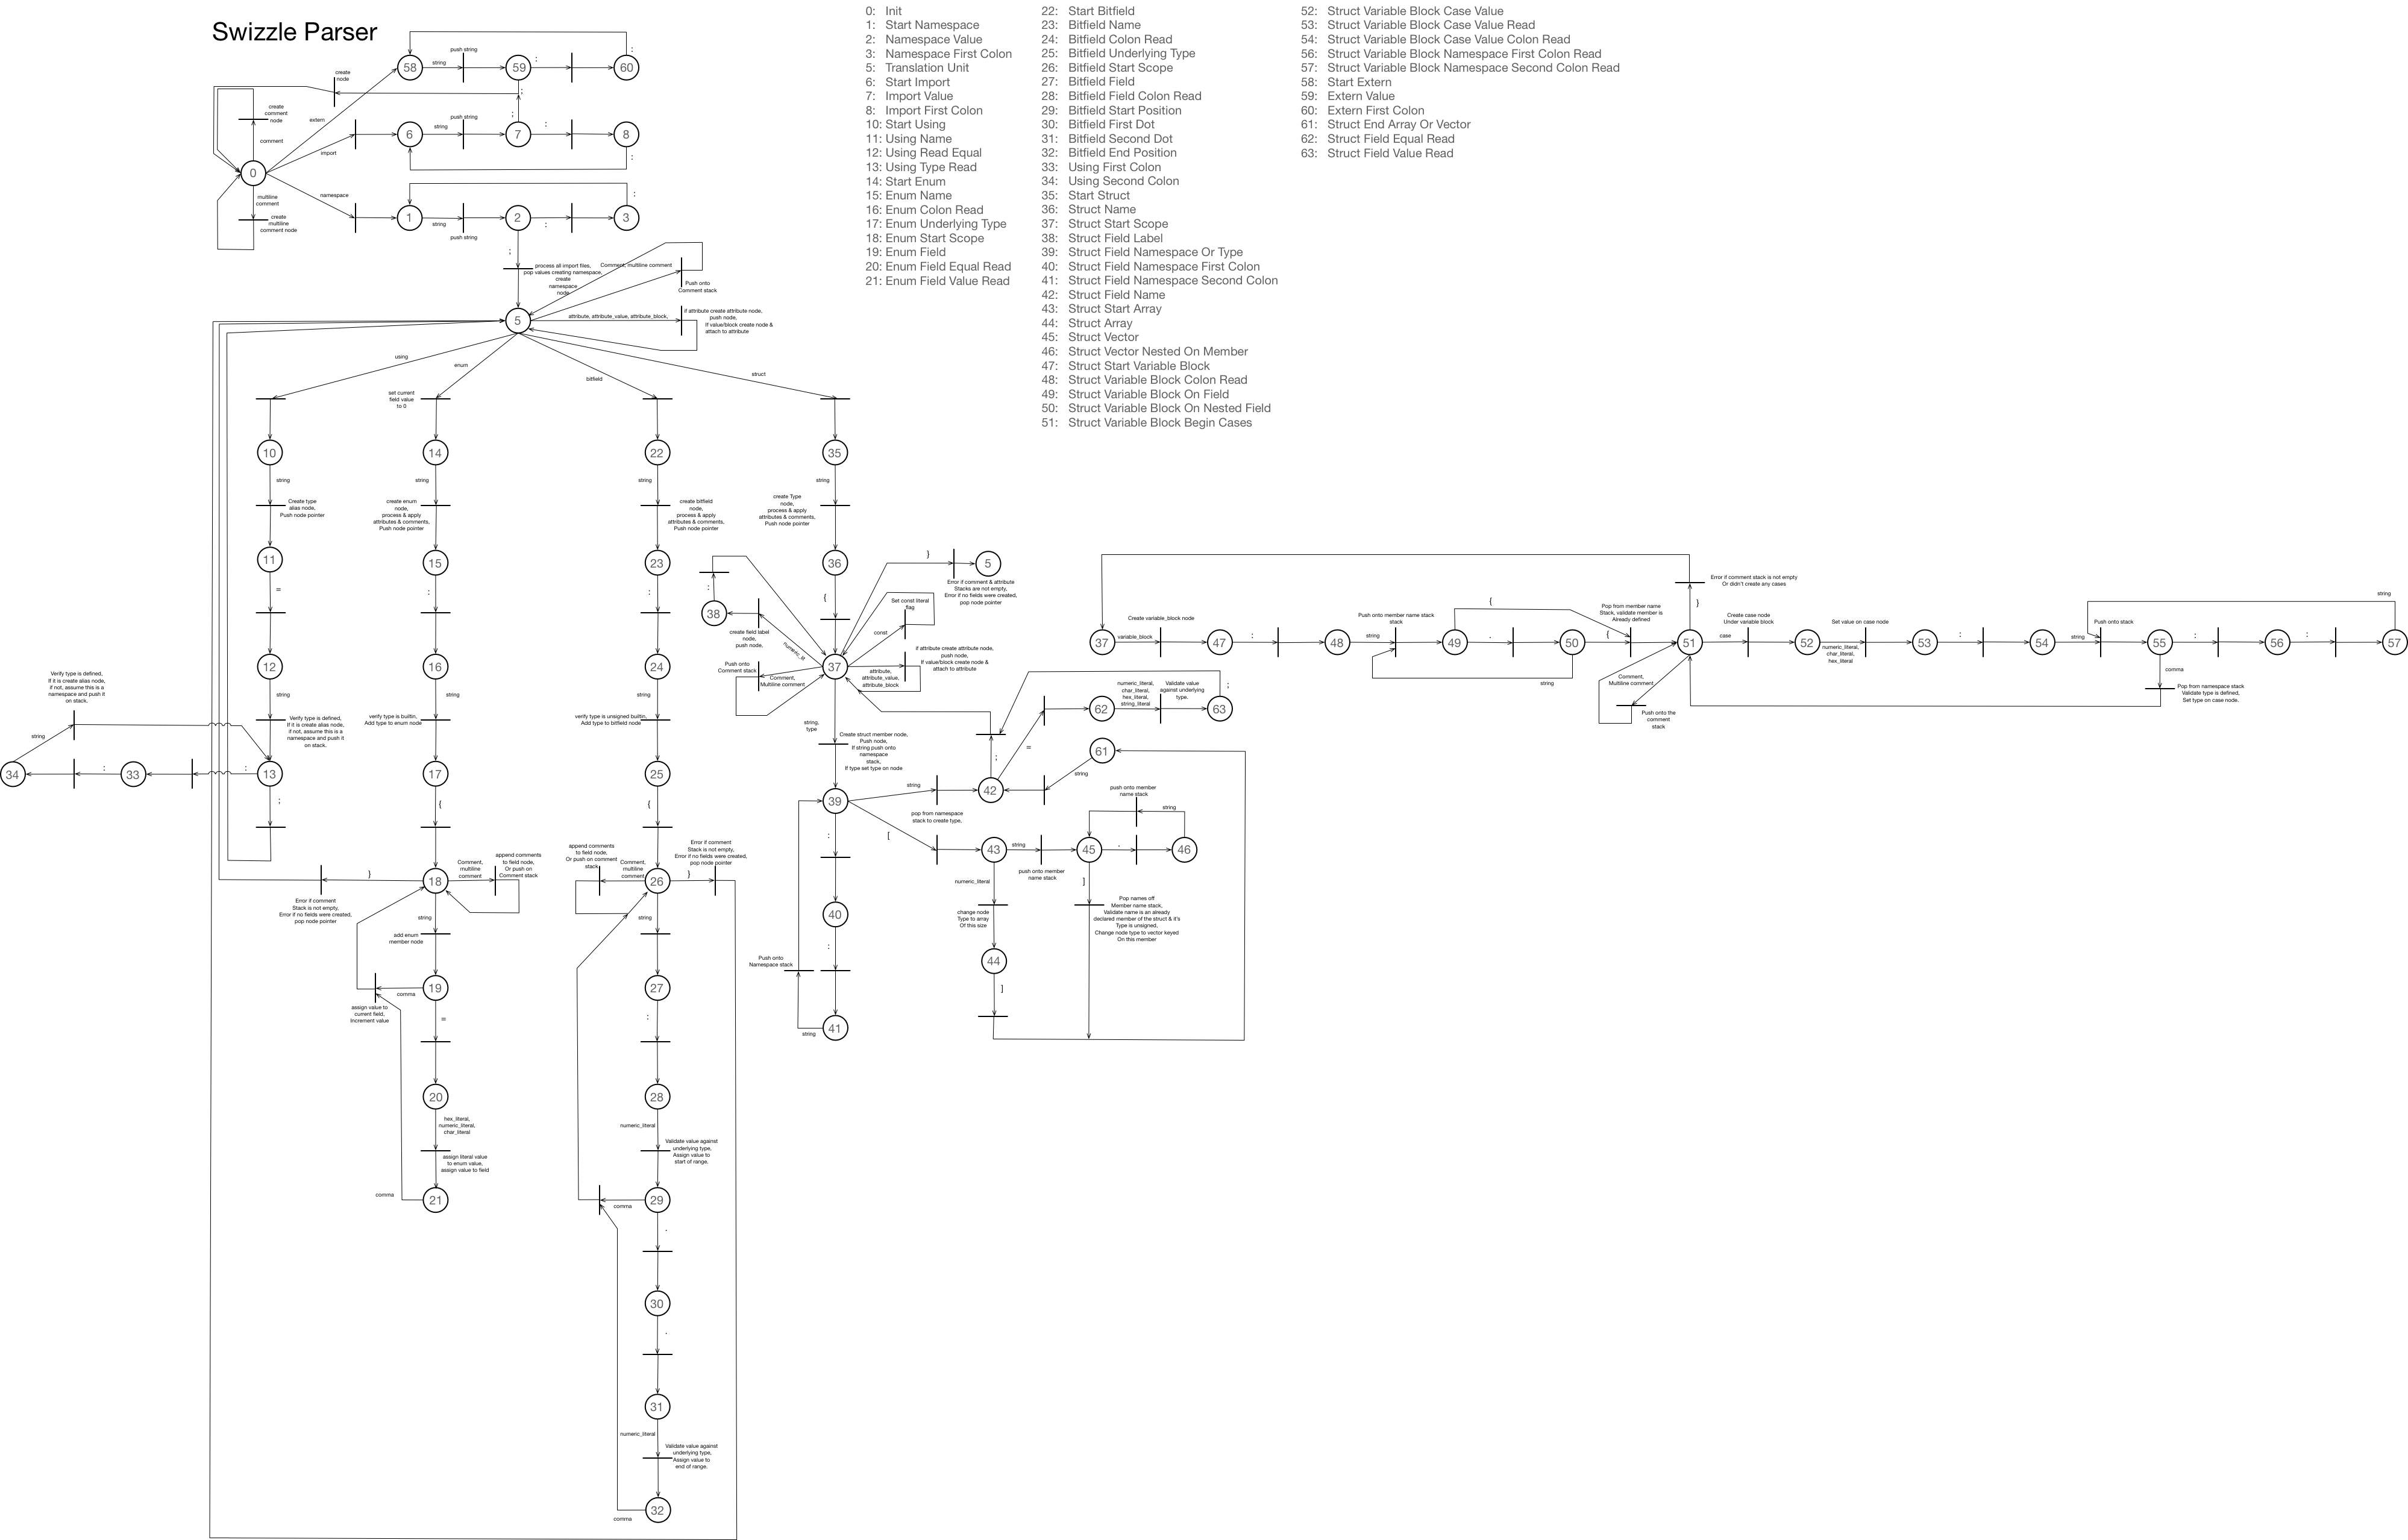 Swizzle Parser
0: Init
1: Start Namespace
2: Namespace Value
3: Namespace First Colon
5: Translation Unit
6: Start Import
7: Import Value
8: Import First Colon
10: Start Using
11: Using Name
12: Using Read Equal
13: Using Type Read
14: Start Enum
15: Enum Name
16: Enum Colon Read
17: Enum Underlying Type
18: Enum Start Scope
19: Enum Field
20: Enum Field Equal Read
21: Enum Field Value Read
22: Start Bitfield
23: Bitfield Name
24: Bitfield Colon Read
25: Bitfield Underlying Type
26: Bitfield Start Scope
27: Bitfield Field
28: Bitfield Field Colon Read
29: Bitfield Start Position
30: Bitfield First Dot
31: Bitfield Second Dot
32: Bitfield End Position
33: Using First Colon
34: Using Second Colon
35: Start Struct
36: Struct Name
37: Struct Start Scope
38: Struct Field Label
39: Struct Field Namespace Or Type
40: Struct Field Namespace First Colon
41: Struct Field Namespace Second Colon
42: Struct Field Name
43: Struct Start Array
44: Struct Array
45: Struct Vector
46: Struct Vector Nested On Member
47: Struct Start Variable Block
48: Struct Variable Block Colon Read
49: Struct Variable Block On Field
50: Struct Variable Block On Nested Field
51: Struct Variable Block Begin Cases
52: Struct Variable Block Case Value
53: Struct Variable Block Case Value Read
54: Struct Variable Block Case Value Colon Read
56: Struct Variable Block Namespace First Colon Read
57: Struct Variable Block Namespace Second Colon Read
58: Start Extern
59: Extern Value
60: Extern First Colon
61: Struct End Array Or Vector
62: Struct Field Equal Read
63: Struct Field Value Read
58
string
push string
59
:
60
:
create
node
;
create
comment
node
comment
extern
import
0
6
string
push string
7
;
:
8
:
namespace
multiline
comment
create
multiline
comment node
1
string
push string
2
:
3
:
;
process all import files,
pop values creating namespace,
create
namespace
node
Comment, multiline comment
Push onto
Comment stack
5
attribute, attribute_value, attribute_block,
if attribute create attribute node,
push node,
If value/block create node &
attach to attribute
using
enum
bitfield
struct
set current
field value
to 0
10
string
Create type
alias node,
Push node pointer
11
=
12
string
Verify type is defined,
If it is create alias node,
if not, assume this is a
namespace and push it
on stack.
13
;
:
33
:
34
string
Verify type is defined,
If it is create alias node,
if not, assume this is a
namespace and push it
on stack.
14
string
create enum
node,
process & apply
attributes & comments,
Push node pointer
15
:
16
string
verify type is builtin,
Add type to enum node
17
{
18
}
Error if comment
Stack is not empty,
Error if no fields were created,
pop node pointer
Comment,
multiline
comment
append comments
to field node,
Or push on
Comment stack
string
add enum
member node
19
comma
assign value to
current field,
Increment value
=
20
hex_literal,
numeric_literal,
char_literal
assign literal value
to enum value,
assign value to field
21
comma
22
string
create bitfield
node,
process & apply
attributes & comments,
Push node pointer
23
:
24
string
verify type is unsigned builtin,
Add type to bitfield node
25
{
26
append comments
to field node,
Or push on comment
stack
Comment,
multiline
comment
}
Error if comment
Stack is not empty,
Error if no fields were created,
pop node pointer
string
27
:
28
numeric_literal
Validate value against
underlying type,
Assign value to
start of range.
29
comma
.
30
.
31
numeric_literal
Validate value against
underlying type,
Assign value to
end of range.
32
comma
35
string
create Type
node,
process & apply
attributes & comments,
Push node pointer
36
{
37
}
5
Error if comment & attribute
Stacks are not empty,
Error if no fields were created,
pop node pointer
Set const literal
flag
const
38
:
create field label
node,
push node,
numeric_lit
Push onto
Comment stack
Comment,
Multiline comment
attribute,
attribute_value,
attribute_block
if attribute create attribute node,
push node,
If value/block create node &
attach to attribute
string,
type
Create struct member node,
Push node,
If string push onto
namespace
stack,
If type set type on node
39
string
42
;
=
62
numeric_literal,
char_literal,
hex_literal,
string_literal
Validate value
against underlying
type.
63
;
61
string
:
40
:
41
string
Push onto
Namespace stack
[
pop from namespace
stack to create type,
43
string
push onto member
name stack
45
.
46
string
push onto member
name stack
numeric_literal
change node
Type to array
Of this size
44
]
]
Pop names off
Member name stack,
Validate name is an already
declared member of the struct & it's
Type is unsigned,
Change node type to vector keyed
On this member
37
variable_block
Create variable_block node
47
:
48
string
Push onto member name stack
stack
49
{
.
50
string
{
Pop from member name
Stack, validate member is
Already defined
51
}
Error if comment stack is not empty
Or didn't create any cases
Comment,
Multiline comment
Push onto the
comment
stack
case
Create case node
Under variable block
52
numeric_literal,
char_literal,
hex_literal
Set value on case node
53
:
54
string
Push onto stack
55
:
56
:
57
string
comma
Pop from namespace stack
Validate type is defined,
Set type on case node.